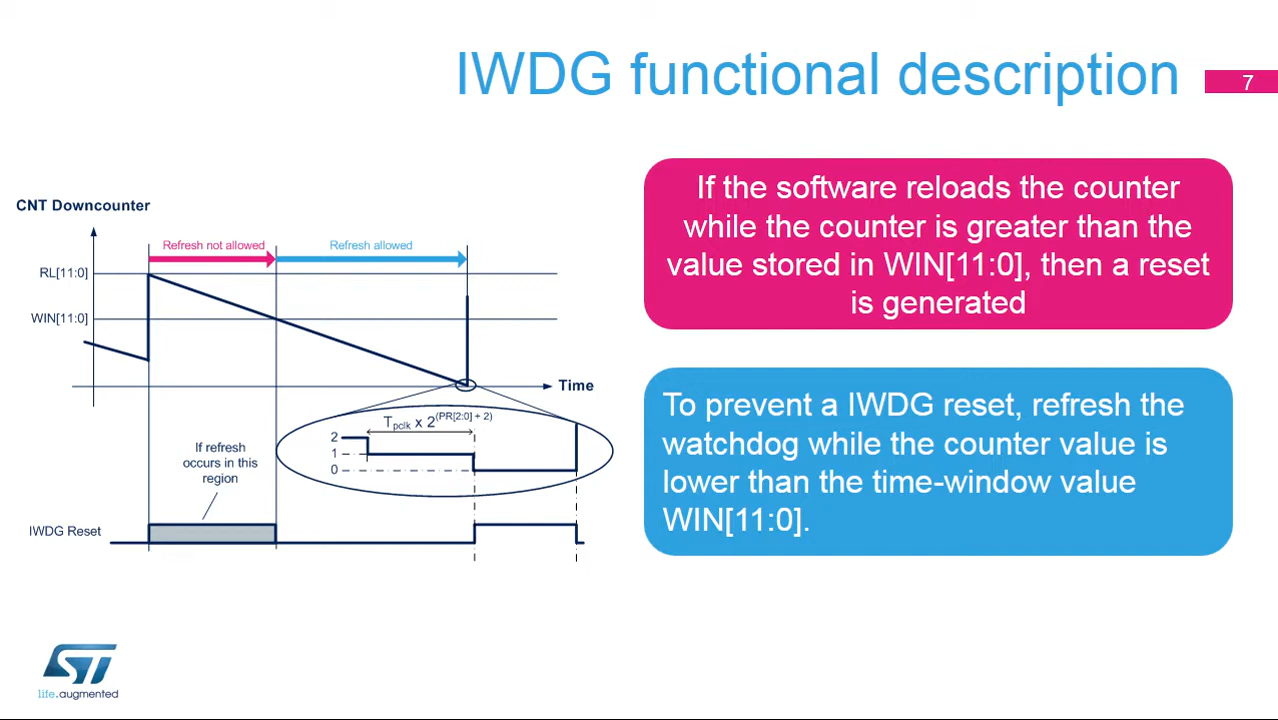 IWDG functional description
7
CNT Downcounter
Refresh not allowed
Refresh allowed
RL[11:0]
WIN[11:0]
Time
Tpclk x 2(PR[2:0] + 2)
2
1
0
If refresh
occurs in this
region
IWDG Reset
If the software reloads the counter
while the counter is greater than the
value stored in WIN[11:0], then a reset
is generated
To prevent a IWDG reset, refresh the
watchdog while the counter value is
lower than the time-window value
WIN[11:0].
ST
life.augmented